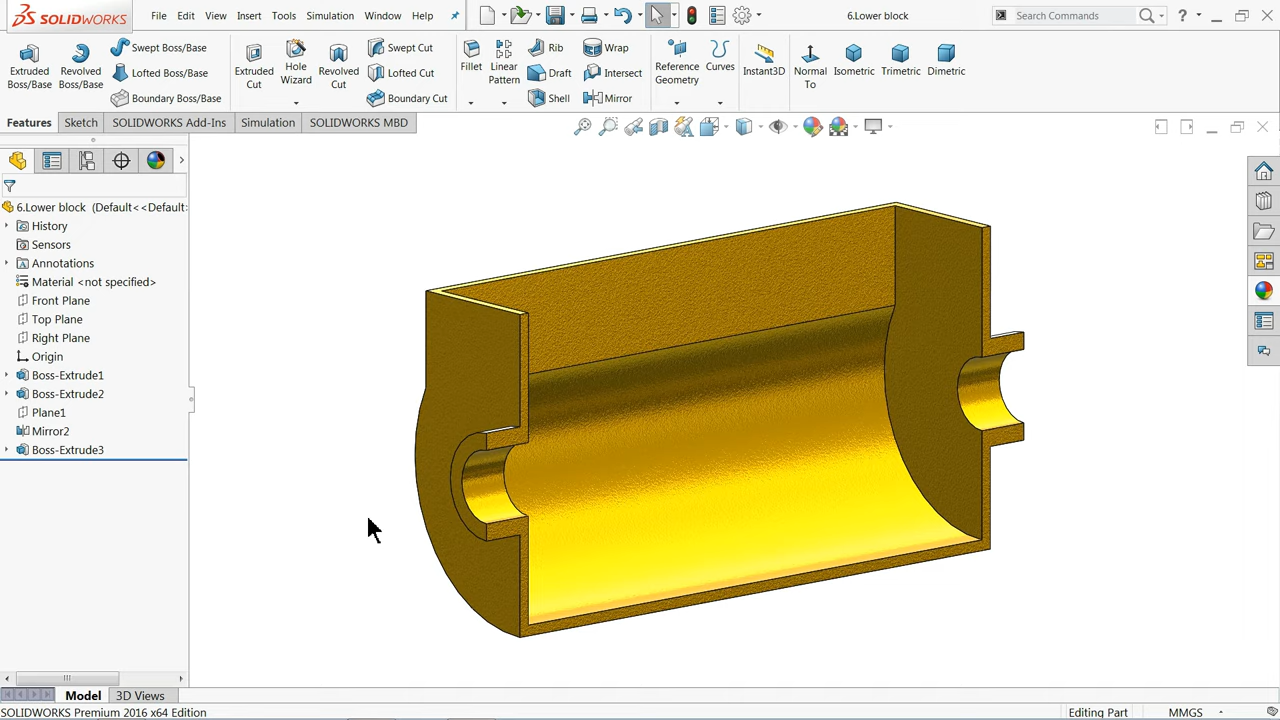 SOLIDWORKS File Edit View Insert Tools Simulation Window Help 6.Lower block Search Commands ?
Extruded Boss/Base
Revolved Boss/Base
Swept Boss/Base
Lofted Boss/Base
Boundary Boss/Base
Extruded Cut
Hole Wizard
Revolved Cut
Swept Cut
Lofted Cut
Boundary Cut
Fillet
Linear Pattern
Rib
Draft
Shell
Wrap
Intersect
Mirror
Reference Geometry
Curves
Instant3D
Normal To
Isometric
Trimetric
Dimetric
Features Sketch SOLIDWORKS Add-Ins Simulation SOLIDWORKS MBD
6.Lower block (Default<<Default:
History
Sensors
Annotations
Material <not specified>
Front Plane
Top Plane
Right Plane
Origin
Boss-Extrude1
Boss-Extrude2
Plane1
Mirror2
Boss-Extrude3
Model 3D Views
SOLIDWORKS Premium 2016 x64 Edition Editing Part MMGS